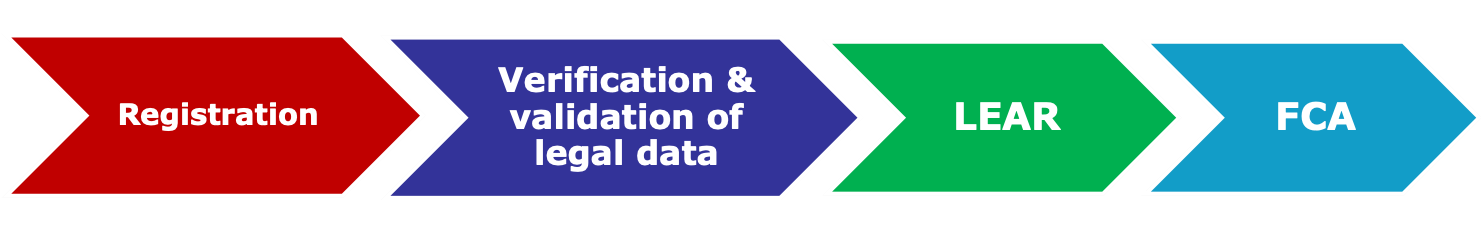 Registration
Verification &
validation of
legal data
LEAR
FCA